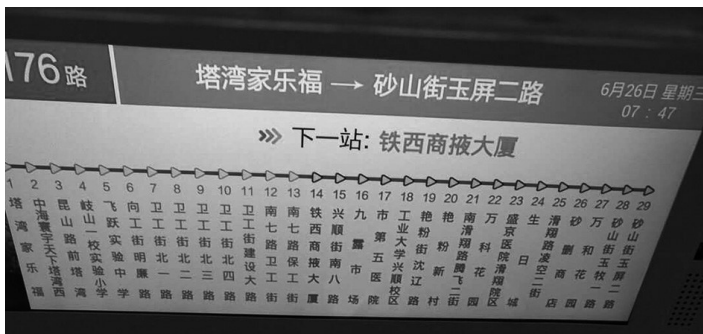 176路
塔湾家乐福 → 砂山街玉屏二路
6月26日 星期三
07:47
下一站: 铁西商掖大厦
1 塔湾家乐福
2 中海寰宇天下塔湾西
3 昆山路前塔湾
4 岐山一校实验小学
5 飞跃实验中学
6 向工街明廉路
7 卫工街北一路
8 卫工街北二路
9 卫工街北三路
10 卫工街北四路
11 卫工街建设大路
12 南七路卫工街
13 南七路保工街
14 铁西商掖大厦
15 兴顺街南八路
16 九露市场
17 市第五医院
18 工业大学兴顺校区
19 艳粉街沈辽路
20 艳粉新村
21 南滑翔路腾飞二街
22 万科花园
23 盛京医院滑翔院区
24 生日城
25 滑翔路凌空二街
26 砂删商店
27 万和花园
28 砂山街玉校一路
29 砂山街玉屏二路